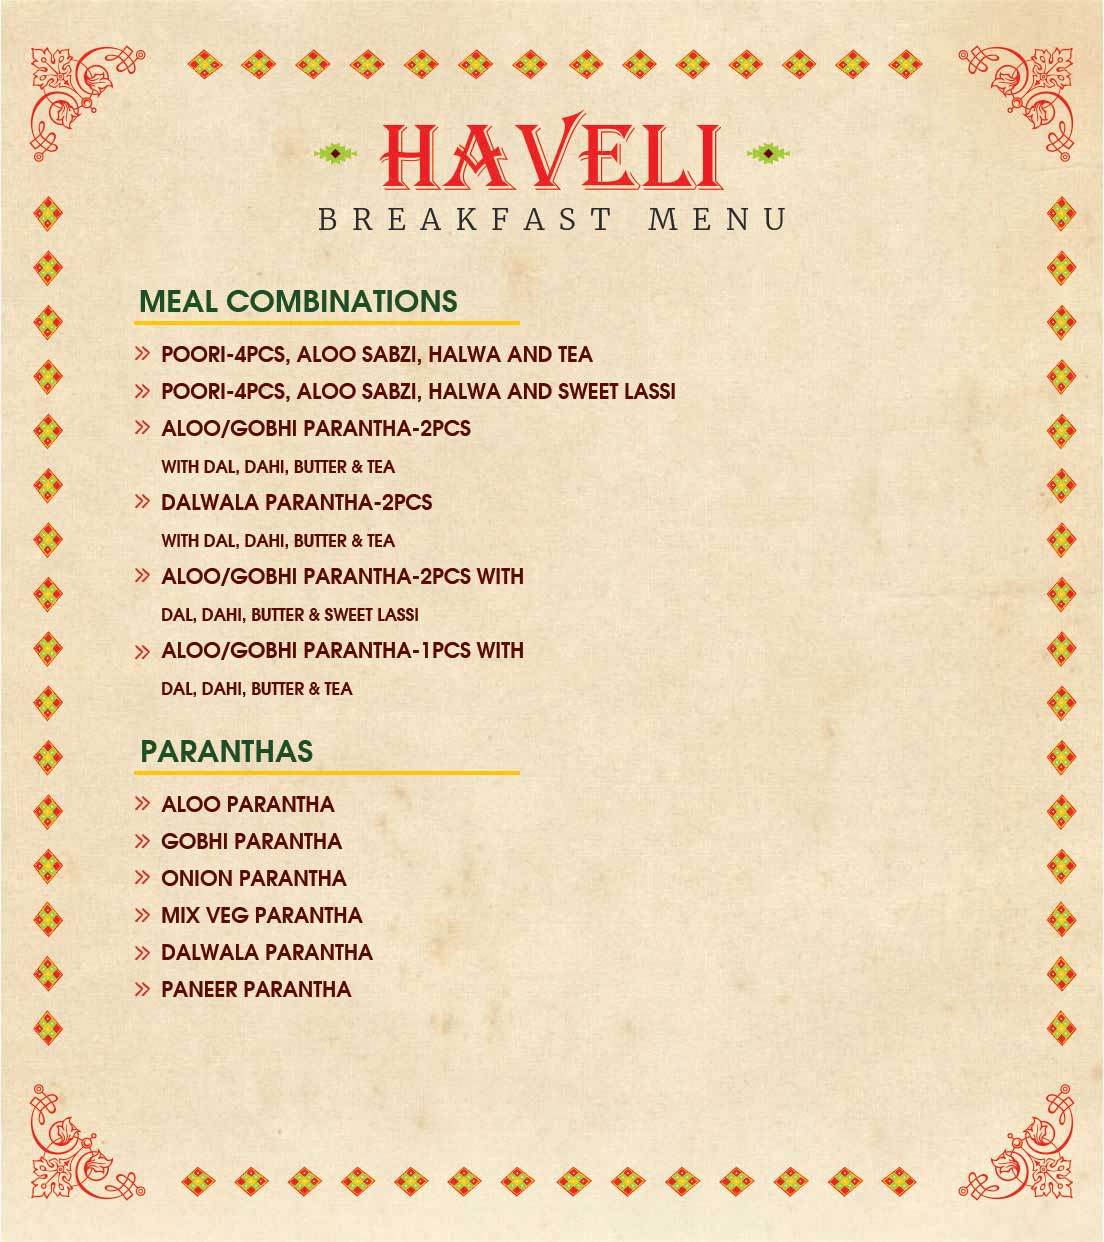 HAVELI
BREAKFAST MENU
MEAL COMBINATIONS
POORI-4PCS, ALOO SABZI, HALWA AND TEA
POORI-4PCS, ALOO SABZI, HALWA AND SWEET LASSI
ALOO/GOBHI PARANTHA-2PCS
WITH DAL, DAHI, BUTTER & TEA
DALWALA PARANTHA-2PCS
WITH DAL, DAHI, BUTTER & TEA
ALOO/GOBHI PARANTHA-2PCS WITH
DAL, DAHI, BUTTER & SWEET LASSI
ALOO/GOBHI PARANTHA-1PCS WITH
DAL, DAHI, BUTTER & TEA
PARANTHAS
ALOO PARANTHA
GOBHI PARANTHA
ONION PARANTHA
MIX VEG PARANTHA
DALWALA PARANTHA
PANEER PARANTHA